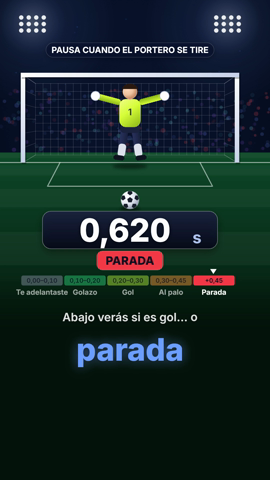 PAUSA CUANDO EL PORTERO SE TIRE
1
0,620 s
PARADA
0,00-0,10 0,10-0,20 0,20-0,30 0,30-0,45 +0,45
Te adelantaste Golazo Gol Al palo Parada
Abajo verás si es gol... o
parada